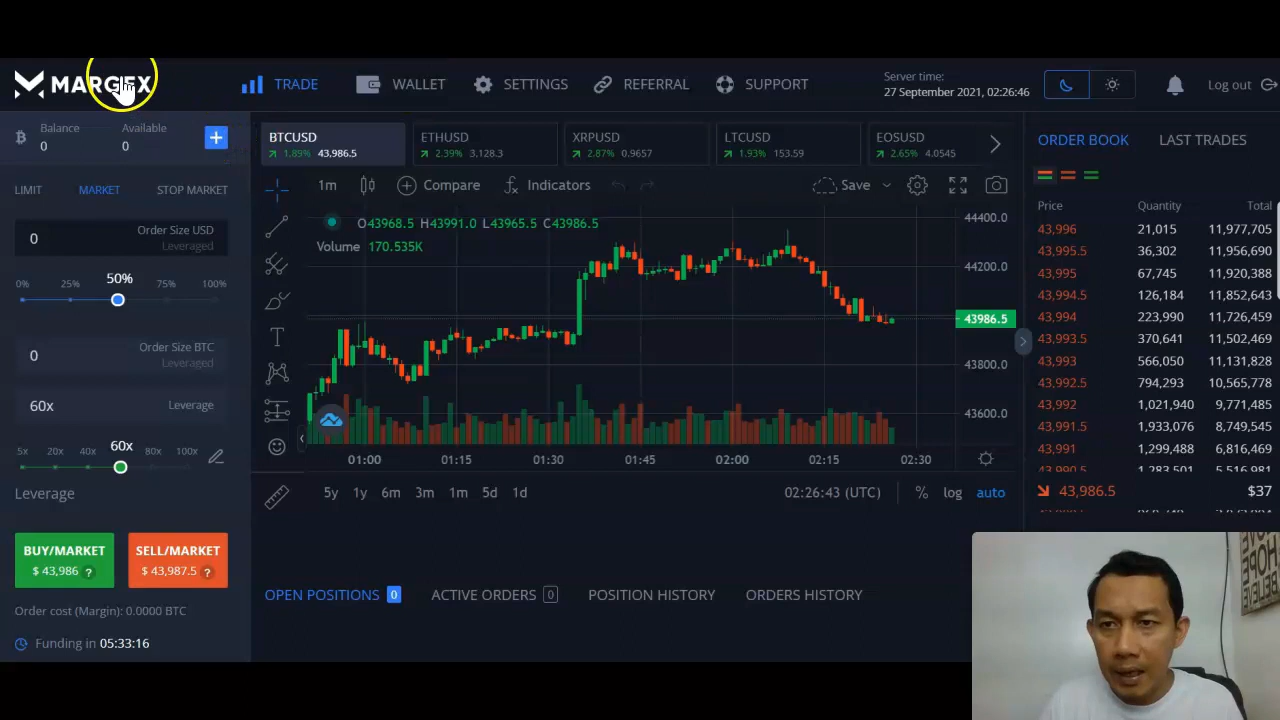 MARGEX
TRADE
WALLET
SETTINGS
REFERRAL
SUPPORT
Server time:
27 September 2021, 02:26:46
Log out
Balance
0
Available
0
+
LIMIT
MARKET
STOP MARKET
0
Order Size USD
Leveraged
50%
0%
25%
75%
100%
0
Order Size BTC
Leveraged
60x
Leverage
60x
5x
20x
40x
80x
100x
Leverage
BUY/MARKET
$ 43,986 ?
SELL/MARKET
$ 43,987.5 ?
Order cost (Margin): 0.0000 BTC
Funding in 05:33:16
BTCUSD
1.89% 43,986.5
ETHUSD
2.39% 3,128.3
XRPUSD
2.87% 0.9657
LTCUSD
1.93% 153.59
EOSUSD
2.65% 4.0545
1m
Compare
Indicators
Save
O43968.5 H43991.0 L43965.5 C43986.5
Volume 170.535K
44400.0
44200.0
43986.5
43800.0
43600.0
01:00
01:15
01:30
01:45
02:00
02:15
02:30
5y
1y
6m
3m
1m
5d
1d
02:26:43 (UTC)
%
log
auto
OPEN POSITIONS 0
ACTIVE ORDERS 0
POSITION HISTORY
ORDERS HISTORY
ORDER BOOK
LAST TRADES
Price Quantity Total
43,996 21,015 11,977,705
43,995.5 36,302 11,956,690
43,995 67,745 11,920,388
43,994.5 126,184 11,852,643
43,994 223,990 11,726,459
43,993.5 370,641 11,502,469
43,993 566,050 11,131,828
43,992.5 794,293 10,565,778
43,992 1,021,940 9,771,485
43,991.5 1,933,076 8,749,545
43,991 1,299,488 6,816,469
43,990.5 1,283,501 5,516,981
43,986.5 $37